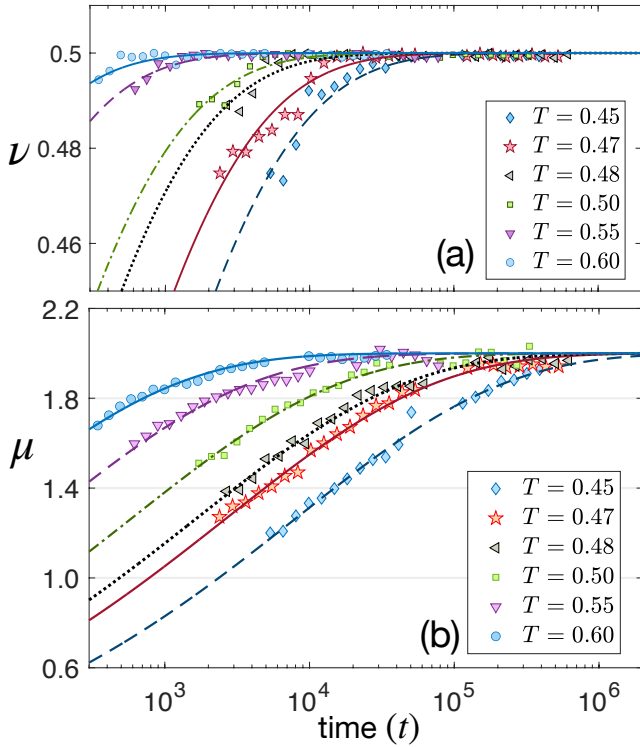 0.5
0.48
0.46
ν
(a)
T = 0.45
T = 0.47
T = 0.48
T = 0.50
T = 0.55
T = 0.60
2.2
1.8
1.4
1.0
0.6
μ
(b)
T = 0.45
T = 0.47
T = 0.48
T = 0.50
T = 0.55
T = 0.60
10³ 10⁴ 10⁵ 10⁶
time (t)